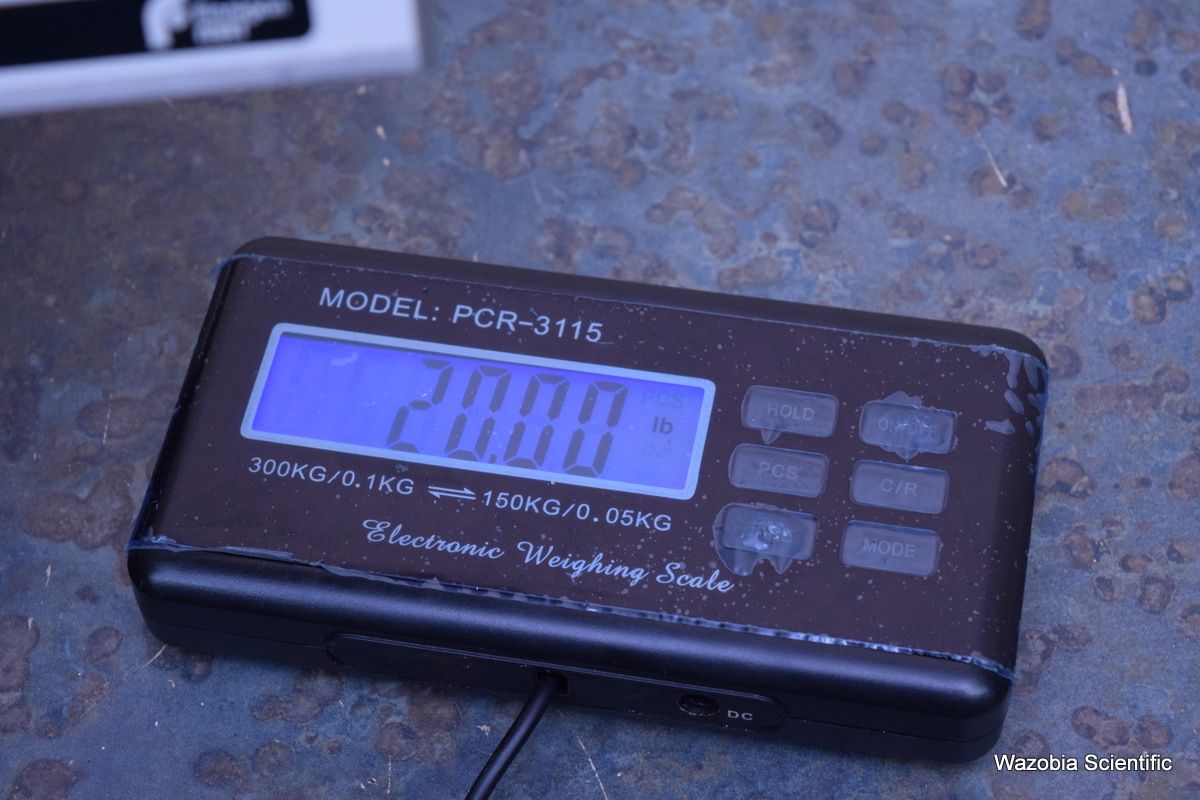 MODEL: PCR-3115
20.00
PCS
lb
oz
HOLD
ON/OFF
PCS
C/R
MODE
300KG/0.1KG ⇌ 150KG/0.05KG
Electronic Weighing Scale
DC
Wazobia Scientific